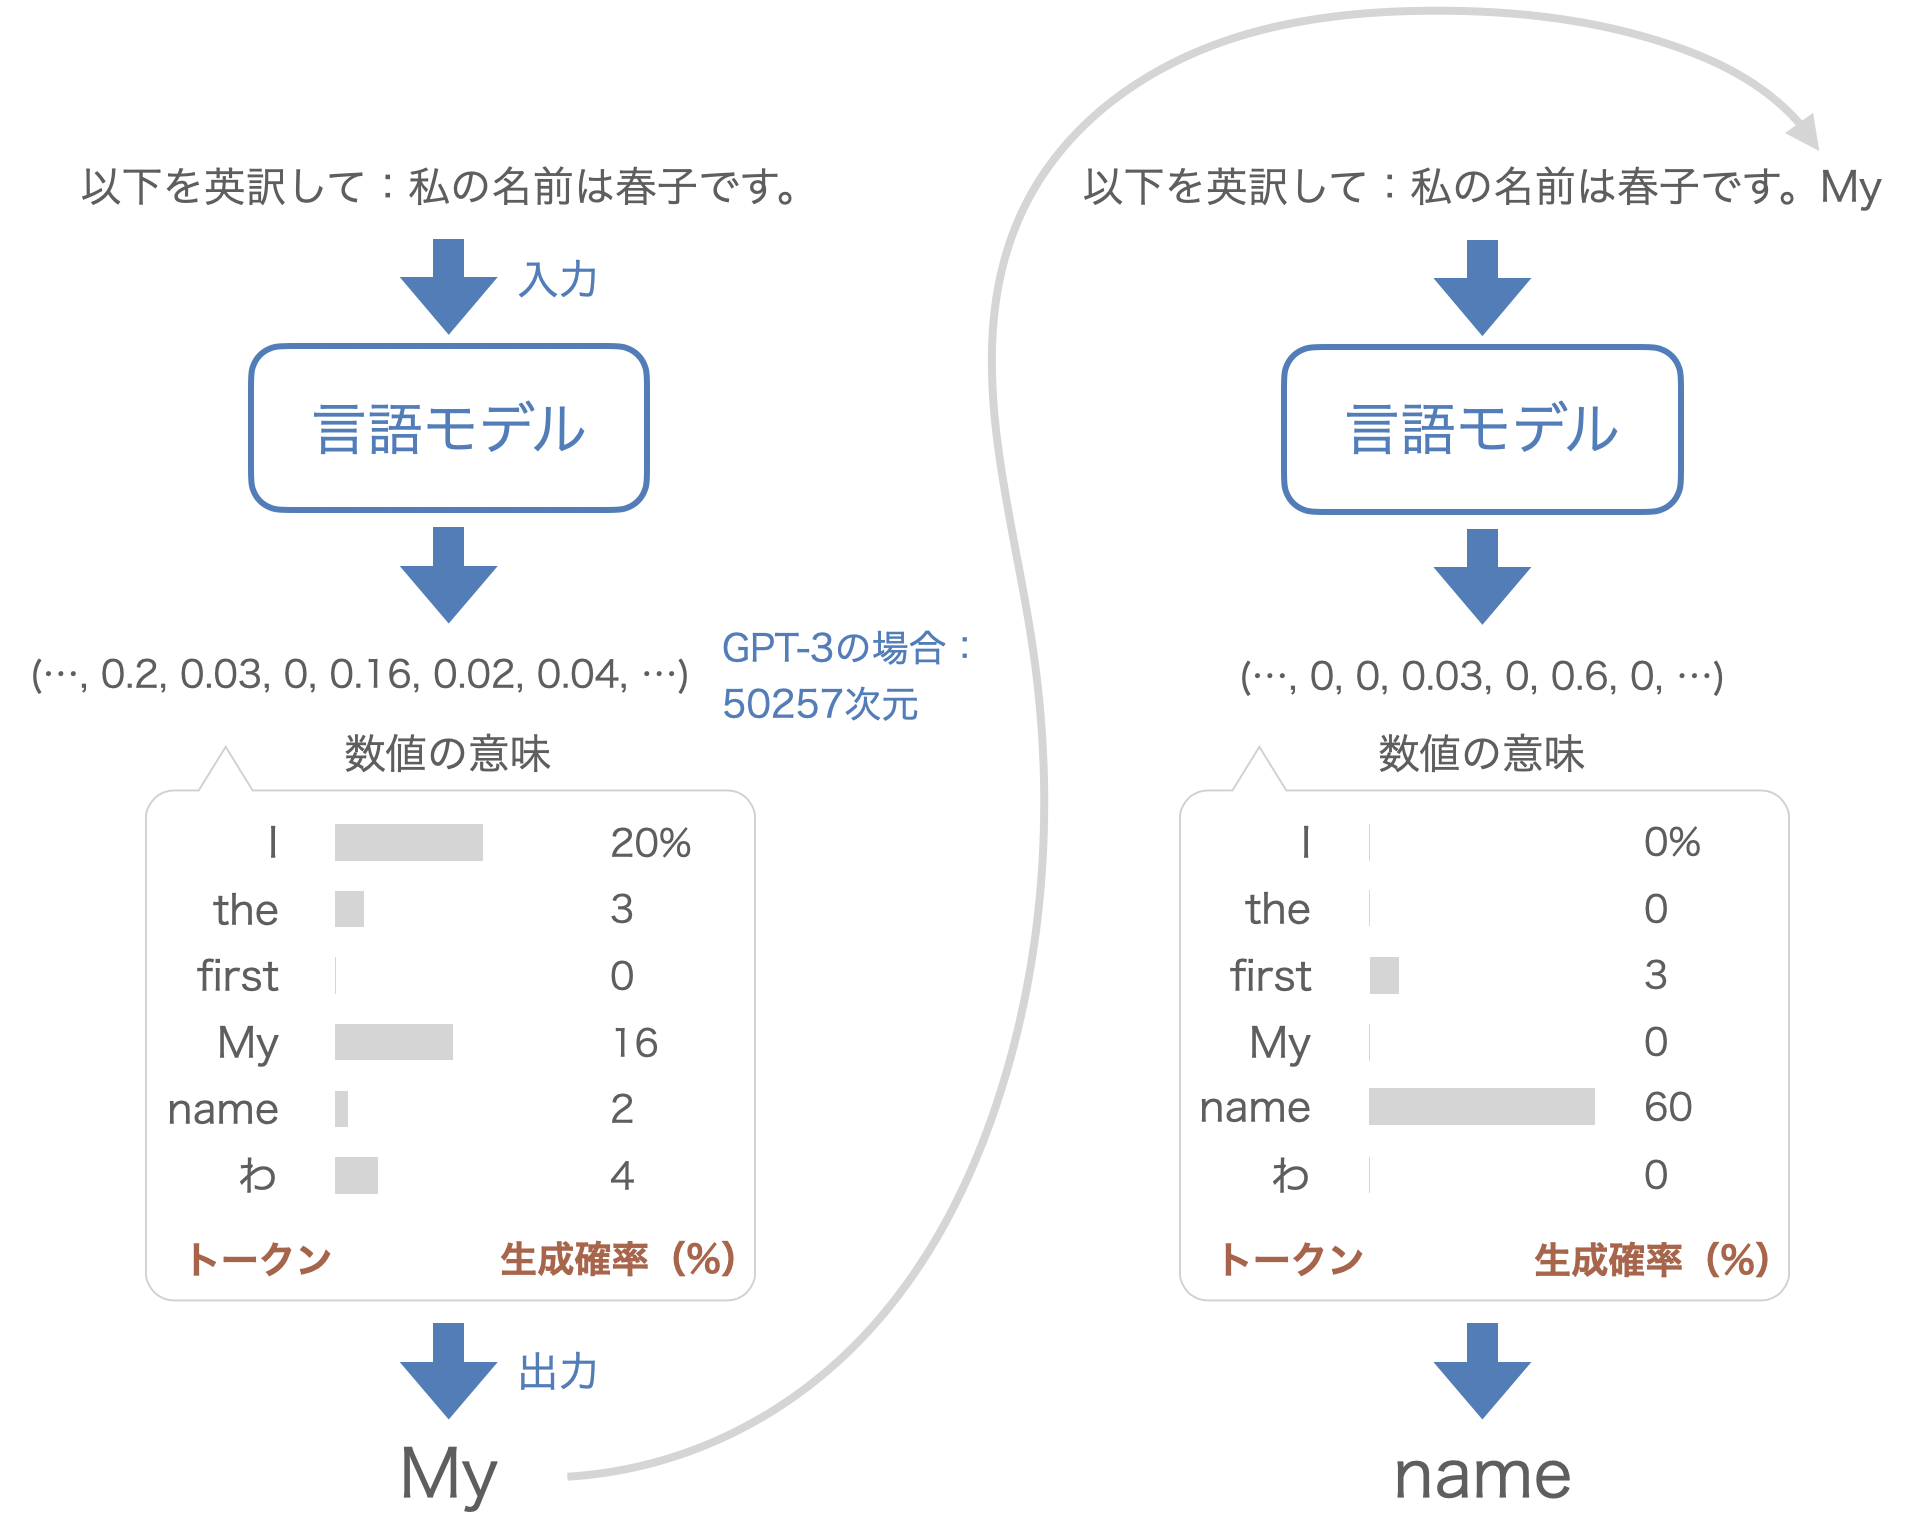 以下を英訳して：私の名前は春子です。
入力
言語モデル
(…, 0.2, 0.03, 0, 0.16, 0.02, 0.04, …)
GPT-3の場合：
50257次元
数値の意味
I 20%
the 3
first 0
My 16
name 2
わ 4
トークン 生成確率（%）
出力
My
以下を英訳して：私の名前は春子です。My
言語モデル
(…, 0, 0, 0.03, 0, 0.6, 0, …)
数値の意味
I 0%
the 0
first 3
My 0
name 60
わ 0
トークン 生成確率（%）
name